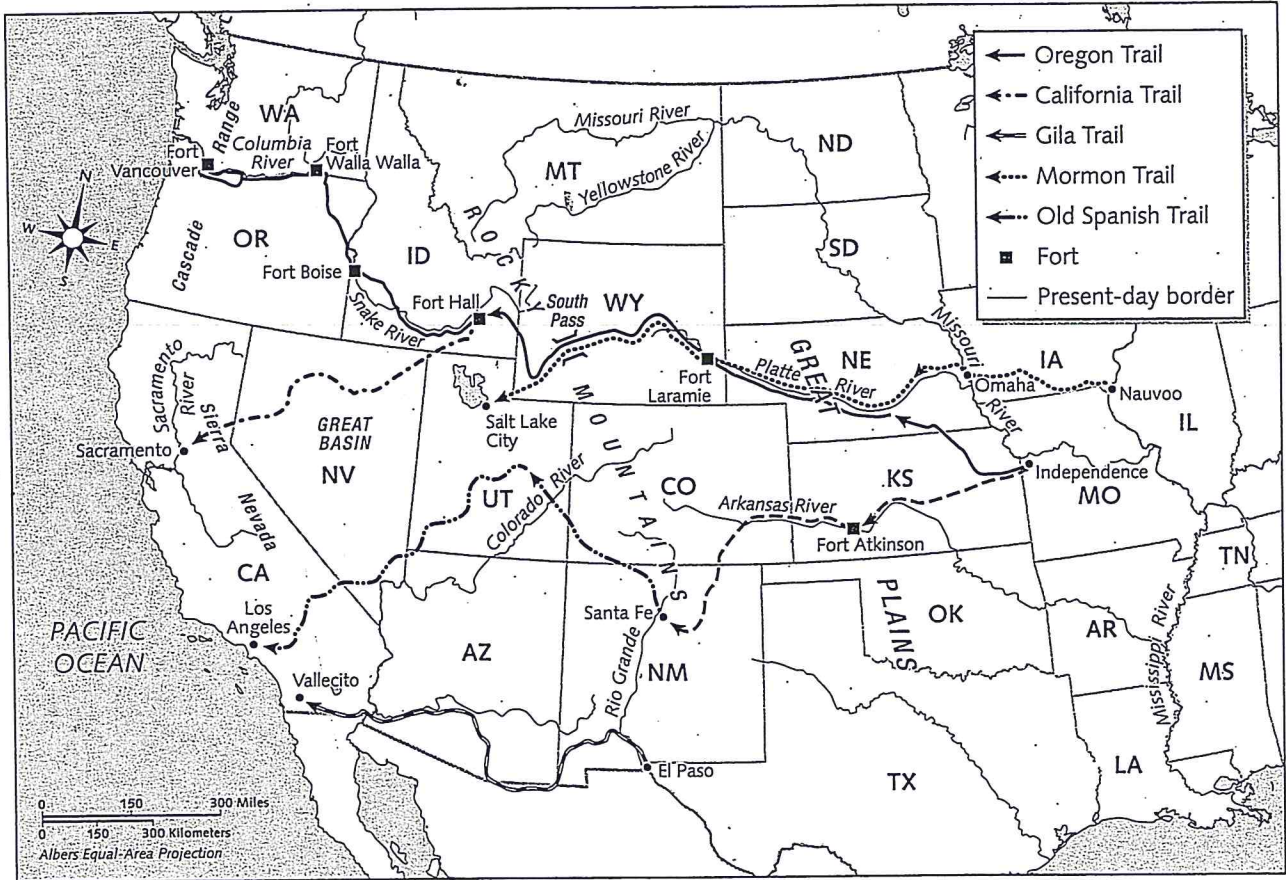 Oregon Trail
California Trail
Gila Trail
Mormon Trail
Old Spanish Trail
Fort
Present-day border
WA
Range
Columbia
River
Fort
Vancouver
Fort
Walla Walla
Missouri River
MT
Yellowstone River
ND
N
W
E
S
OR
Cascade
ID
ROCKY
SD
Fort Boise
Fort Hall
Snake River
South
Pass
WY
Missouri
River
NE
Platte
River
IA
Omaha
Nauvoo
Fort
Laramie
GREAT
Sacramento
River
Sierra
GREAT
BASIN
Salt Lake
City
IL
Sacramento
NV
MOUNTAINS
UT
Colorado River
CO
KS
Independence
MO
Arkansas River
Fort Atkinson
Nevada
CA
TN
Los
Angeles
Santa Fe
PLAINS
OK
AR
Mississippi River
PACIFIC
OCEAN
AZ
Rio Grande
NM
MS
Vallecito
El Paso
TX
LA
0 150 300 Miles
0 150 300 Kilometers
Albers Equal-Area Projection